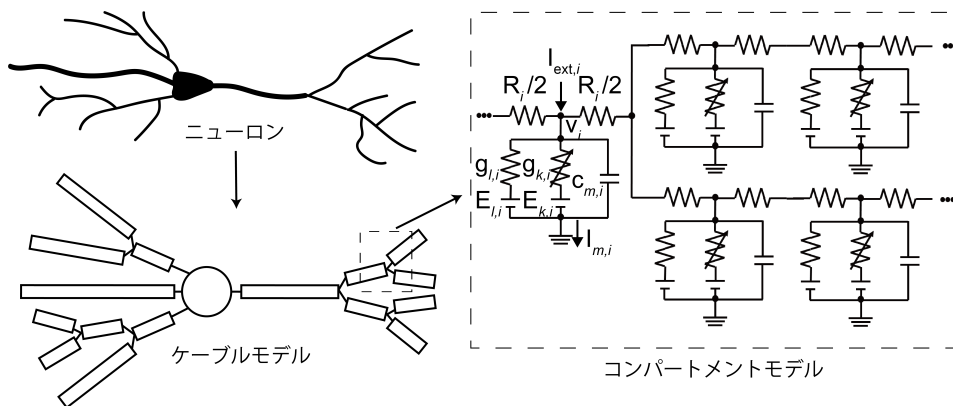 ニューロン
ケーブルモデル
I_ext,i
R_i/2 R_i/2
v_i
g_l,i g_k,i c_m,i
E_l,i E_k,i
I_m,i
コンパートメントモデル